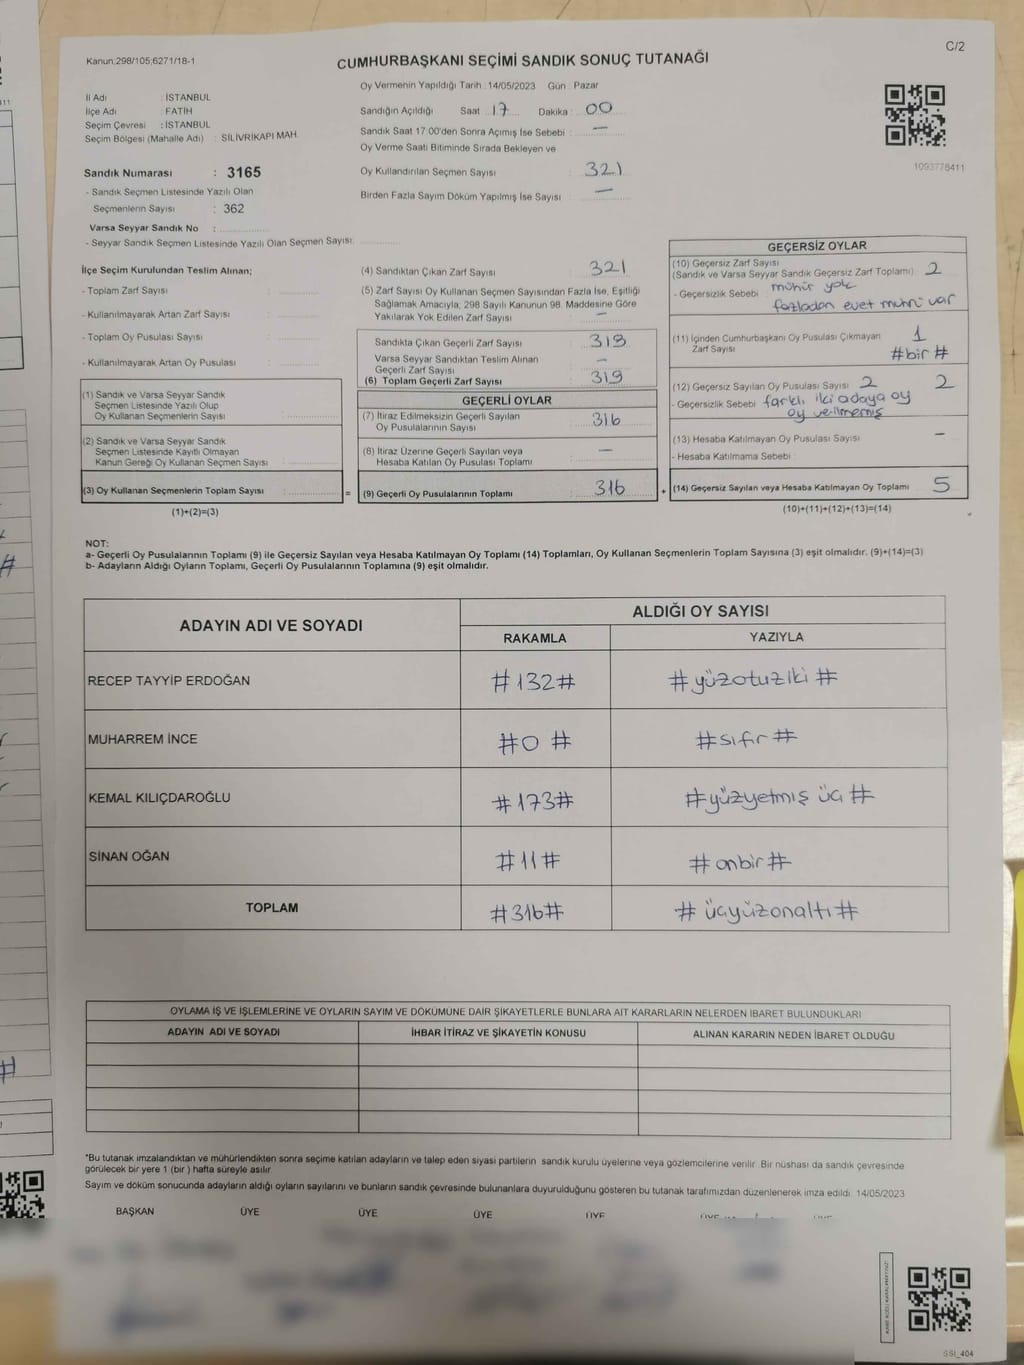 C/2
Kanun:298/105;6271/18-1
CUMHURBAŞKANI SEÇİMİ SANDIK SONUÇ TUTANAĞI
İl Adı : İSTANBUL
İlçe Adı : FATİH
Seçim Çevresi : İSTANBUL
Seçim Bölgesi (Mahalle Adı) : SİLİVRİKAPI MAH.
Sandık Numarası : 3165
- Sandık Seçmen Listesinde Yazılı Olan
Seçmenlerin Sayısı : 362
Varsa Seyyar Sandık No :
- Seyyar Sandık Seçmen Listesinde Yazılı Olan Seçmen Sayısı:
Oy Vermenin Yapıldığı Tarih : 14/05/2023 Gün : Pazar
Sandığın Açıldığı Saat : 17 Dakika : 00
Sandık Saat 17:00'den Sonra Açımış İse Sebebi : —
Oy Verme Saati Bitiminde Sırada Bekleyen ve
Oy Kullandırılan Seçmen Sayısı : 321
Birden Fazla Sayım Döküm Yapılmış İse Sayısı : —
1093778411
İlçe Seçim Kurulundan Teslim Alınan;
- Toplam Zarf Sayısı :
- Kullanılmayarak Artan Zarf Sayısı :
- Toplam Oy Pusulası Sayısı :
- Kullanılmayarak Artan Oy Pusulası :
(1) Sandık ve Varsa Seyyar Sandık
Seçmen Listesinde Yazılı Olup
Oy Kullanan Seçmenlerin Sayısı :
(2) Sandık ve Varsa Seyyar Sandık
Seçmen Listesinde Kayıtlı Olmayan
Kanun Gereği Oy Kullanan Seçmen Sayısı :
(3) Oy Kullanan Seçmenlerin Toplam Sayısı : =
(1)+(2)=(3)
(4) Sandıktan Çıkan Zarf Sayısı : 321
(5) Zarf Sayısı Oy Kullanan Seçmen Sayısından Fazla İse, Eşitliği
Sağlamak Amacıyla, 298 Sayılı Kanunun 98. Maddesine Göre
Yakılarak Yok Edilen Zarf Sayısı : —
Sandıkta Çıkan Geçerli Zarf Sayısı : 319
Varsa Seyyar Sandıktan Teslim Alınan
Geçerli Zarf Sayısı : —
(6) Toplam Geçerli Zarf Sayısı : 319
GEÇERLİ OYLAR
(7) İtiraz Edilmeksizin Geçerli Sayılan
Oy Pusulalarının Sayısı : 316
(8) İtiraz Üzerine Geçerli Sayılan veya
Hesaba Katılan Oy Pusulası Toplamı : —
(9) Geçerli Oy Pusulalarının Toplamı : 316 +
GEÇERSİZ OYLAR
(10) Geçersiz Zarf Sayısı
(Sandık ve Varsa Seyyar Sandık Geçersiz Zarf Toplamı) : 2
- Geçersizlik Sebebi : mühür yok
fazladan evet mührü var
(11) İçinden Cumhurbaşkanı Oy Pusulası Çıkmayan 1
Zarf Sayısı #bir#
(12) Geçersiz Sayılan Oy Pusulası Sayısı 2 2
- Geçersizlik Sebebi : farklı iki adaya oy
oy verilmemiş
(13) Hesaba Katılmayan Oy Pusulası Sayısı : —
- Hesaba Katılmama Sebebi :
(14) Geçersiz Sayılan veya Hesaba Katılmayan Oy Toplamı : 5
(10)+(11)+(12)+(13)=(14)
NOT:
a- Geçerli Oy Pusulalarının Toplamı (9) ile Geçersiz Sayılan veya Hesaba Katılmayan Oy Toplamı (14) Toplamları, Oy Kullanan Seçmenlerin Toplam Sayısına (3) eşit olmalıdır. (9)+(14)=(3)
b- Adayların Aldığı Oyların Toplamı, Geçerli Oy Pusulalarının Toplamına (9) eşit olmalıdır.
ADAYIN ADI VE SOYADI
ALDIĞI OY SAYISI
RAKAMLA YAZIYLA
RECEP TAYYİP ERDOĞAN #132# #yüzotuziki#
MUHARREM İNCE #0# #sıfır#
KEMAL KILIÇDAROĞLU #173# #yüzyetmiş üç#
SİNAN OĞAN #11# #onbir#
TOPLAM #316# #üçyüzonaltı#
OYLAMA İŞ VE İŞLEMLERİNE VE OYLARIN SAYIM VE DÖKÜMÜNE DAİR ŞİKAYETLERLE BUNLARA AİT KARARLARIN NELERDEN İBARET BULUNDUKLARI
ADAYIN ADI VE SOYADI İHBAR İTİRAZ VE ŞİKAYETİN KONUSU ALINAN KARARIN NEDEN İBARET OLDUĞU
*Bu tutanak imzalandıktan ve mühürlendikten sonra seçime katılan adayların ve talep eden siyasi partilerin sandık kurulu üyelerine veya gözlemcilerine verilir. Bir nüshası da sandık çevresinde
görülecek bir yere 1 (bir ) hafta süreyle asılır.
Sayım ve döküm sonucunda adayların aldığı oyların sayılarını ve bunların sandık çevresinde bulunanlara duyurulduğunu gösteren bu tutanak tarafımızdan düzenlenerek imza edildi. 14/05/2023
BAŞKAN ÜYE ÜYE ÜYE ÜYE
SSI_404